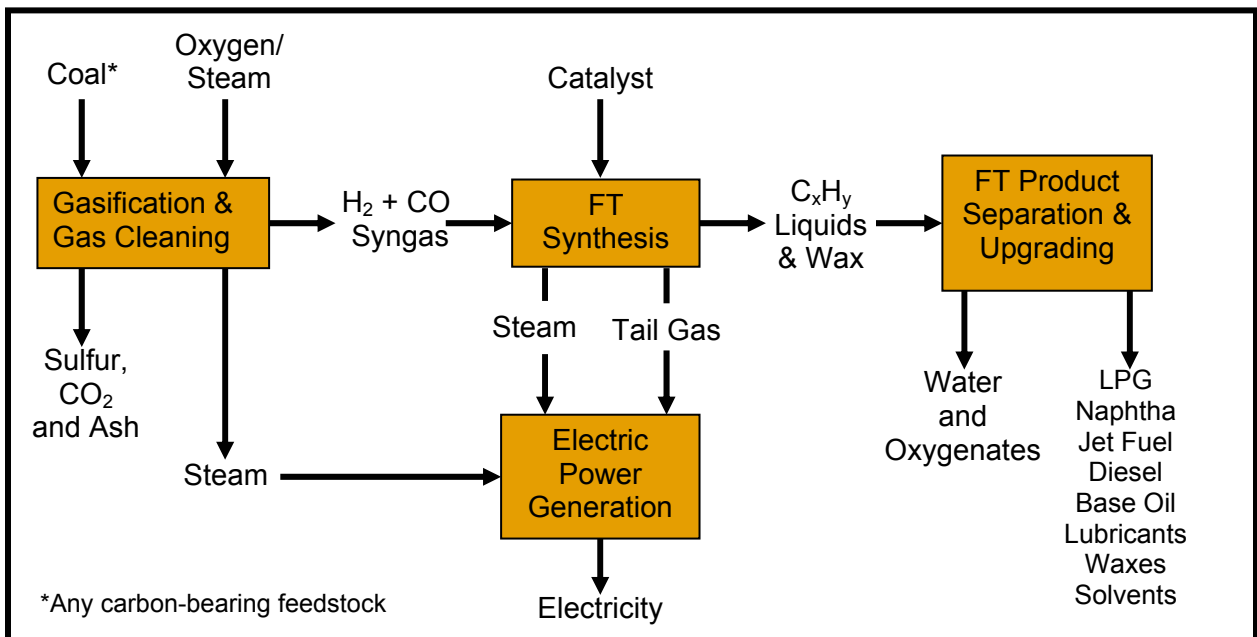 Coal*
Oxygen/
Steam
Catalyst
Gasification &
Gas Cleaning
H₂ + CO
Syngas
FT
Synthesis
CₓHᵧ
Liquids
& Wax
FT Product
Separation &
Upgrading
Sulfur,
CO₂
and Ash
Steam
Steam
Tail Gas
Electric
Power
Generation
Electricity
Water
and
Oxygenates
LPG
Naphtha
Jet Fuel
Diesel
Base Oil
Lubricants
Waxes
Solvents
*Any carbon-bearing feedstock